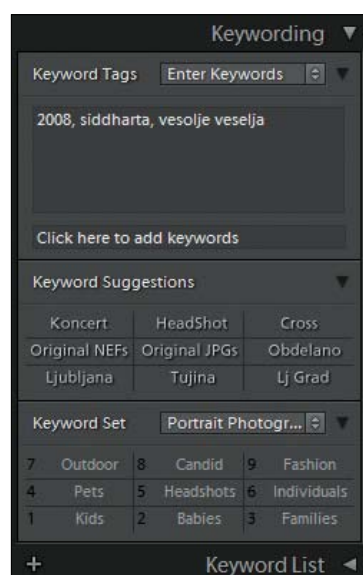 Keywording
Keyword Tags Enter Keywords
2008, siddharta, vesolje veselja
Click here to add keywords
Keyword Suggestions
Koncert HeadShot Cross
Original NEFs Original JPGs Obdelano
Ljubljana Tujina Lj Grad
Keyword Set Portrait Photogr...
7 Outdoor 8 Candid 9 Fashion
4 Pets 5 Headshots 6 Individuals
1 Kids 2 Babies 3 Families
+ Keyword List